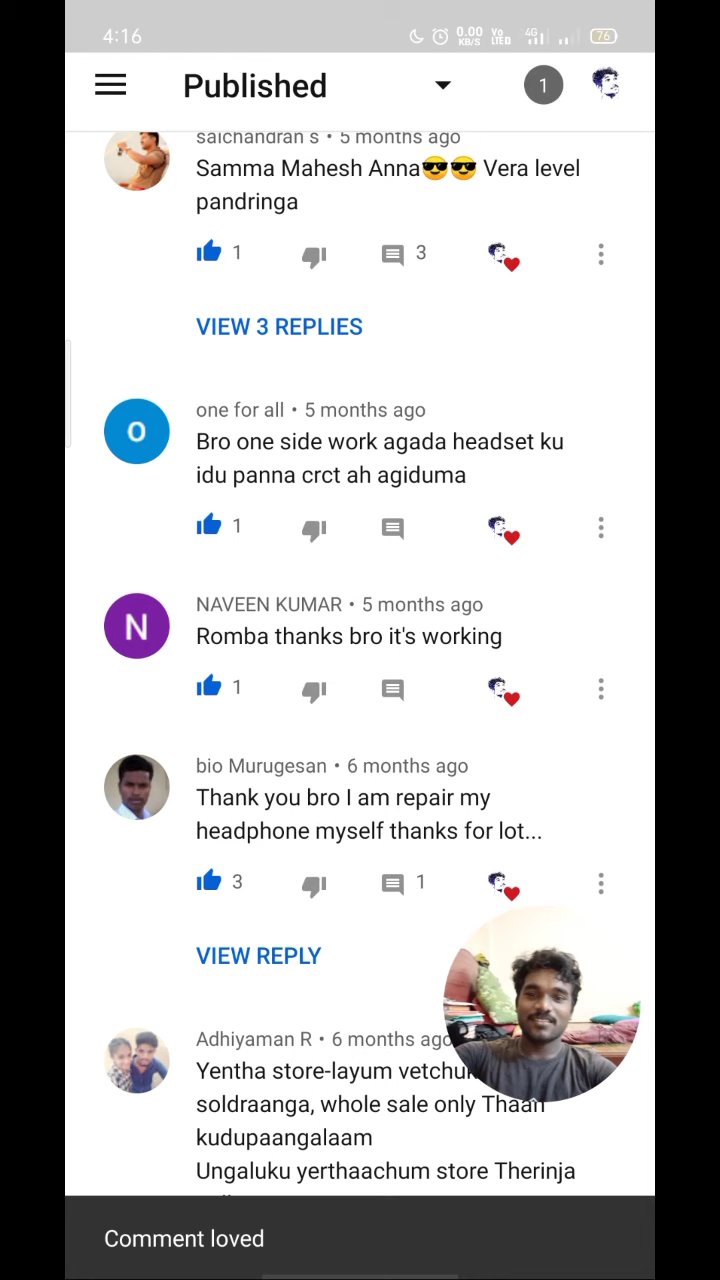 4:16
0.00
KB/S
Vo
LTE
4G
76
Published
1
saichandran s • 5 months ago
Samma Mahesh Anna😎😎 Vera level
pandringa
1
3
VIEW 3 REPLIES
o
one for all • 5 months ago
Bro one side work agada headset ku
idu panna crct ah agiduma
1
N
NAVEEN KUMAR • 5 months ago
Romba thanks bro it's working
1
bio Murugesan • 6 months ago
Thank you bro I am repair my
headphone myself thanks for lot...
3
1
VIEW REPLY
Adhiyaman R • 6 months ago
Yentha store-layum
soldraanga, whole sale only Thaan
kudupaangalaam
Ungaluku yerthaachum store Therinja
Comment loved